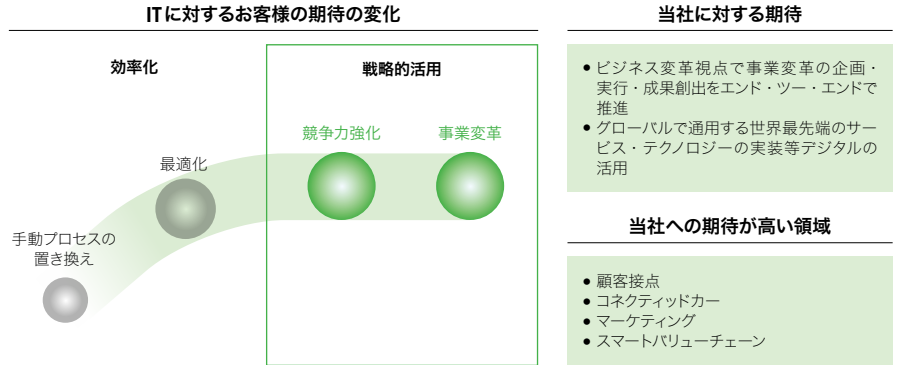 ITに対するお客様の期待の変化
効率化
戦略的活用
競争力強化
事業変革
最適化
手動プロセスの
置き換え
当社に対する期待
● ビジネス変革視点で事業変革の企画・
実行・成果創出をエンド・ツー・エンドで
推進
● グローバルで通用する世界最先端のサー
ビス・テクノロジーの実装等デジタルの
活用
当社への期待が高い領域
● 顧客接点
● コネクティッドカー
● マーケティング
● スマートバリューチェーン